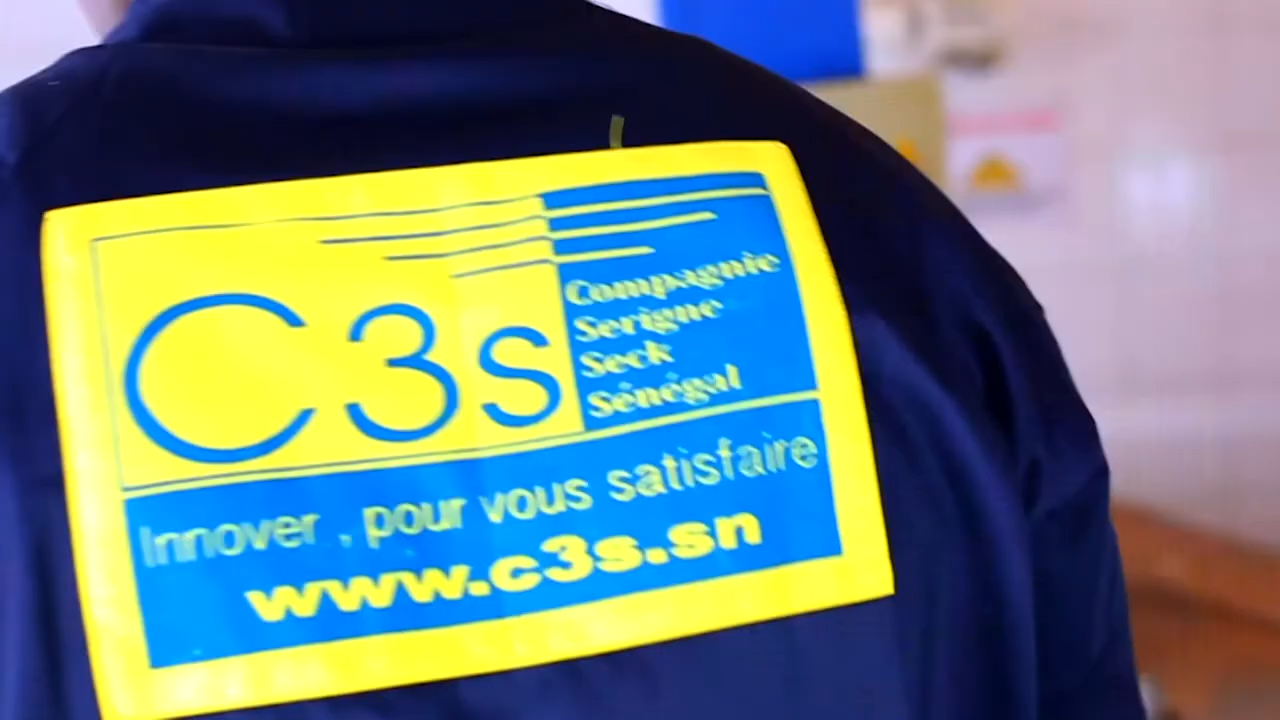 C3s
Compagnie
Serigne
Seck
Sénégal
Innover , pour vous satisfaire
www.c3s.sn